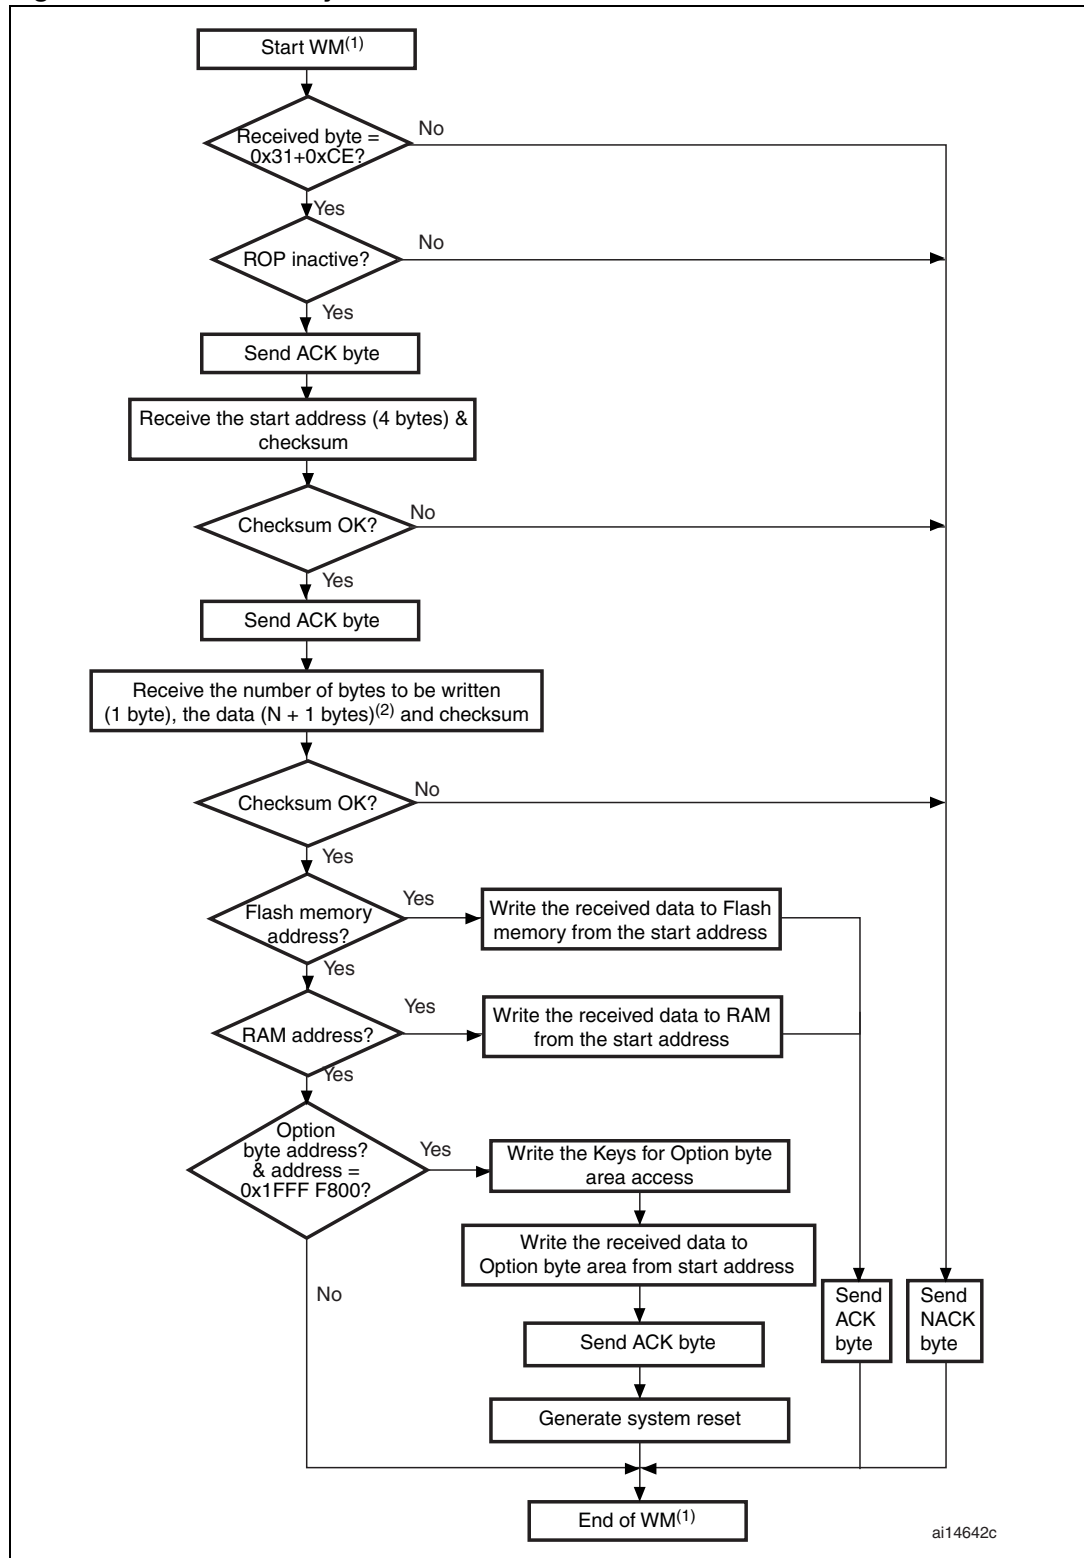 Start WM(1)
Received byte =
0x31+0xCE?
No
Yes
ROP inactive?
No
Yes
Send ACK byte
Receive the start address (4 bytes) &
checksum
Checksum OK?
No
Yes
Send ACK byte
Receive the number of bytes to be written
(1 byte), the data (N + 1 bytes)(2) and checksum
Checksum OK?
No
Yes
Flash memory
address?
Yes
Write the received data to Flash
memory from the start address
Yes
RAM address?
Yes
Write the received data to RAM
from the start address
Yes
Option
byte address?
& address =
0x1FFF F800?
Yes
Write the Keys for Option byte
area access
Write the received data to
Option byte area from start address
No
Send
ACK
byte
Send
NACK
byte
Send ACK byte
Generate system reset
End of WM(1)
ai14642c